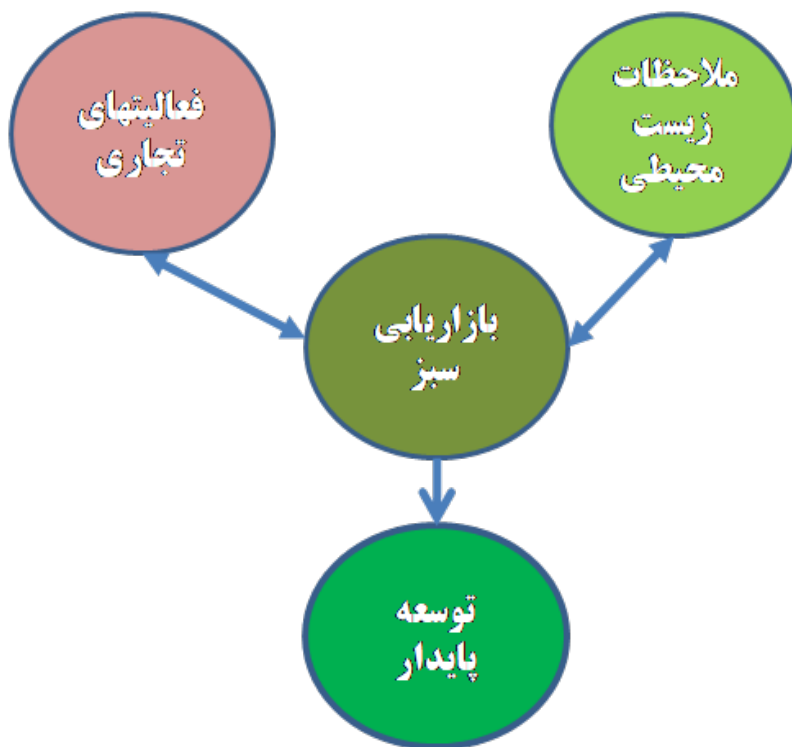 ملاحظات
زیست
محیطی
فعالیتهای
تجاری
بازاریابی
سبز
توسعه
پایدار